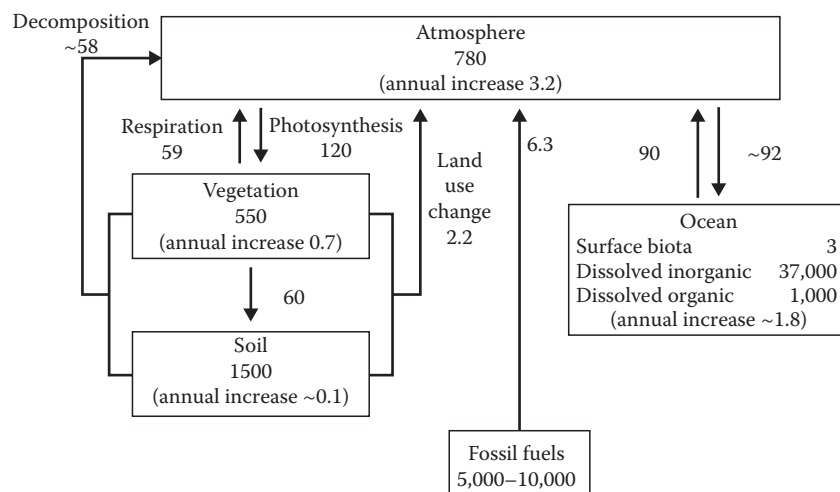 Decomposition
~58
Atmosphere
780
(annual increase 3.2)
Respiration
59
Photosynthesis
120
Land
use
change
2.2
6.3
90
~92
Vegetation
550
(annual increase 0.7)
60
Soil
1500
(annual increase ~0.1)
Ocean
Surface biota 3
Dissolved inorganic 37,000
Dissolved organic 1,000
(annual increase ~1.8)
Fossil fuels
5,000–10,000